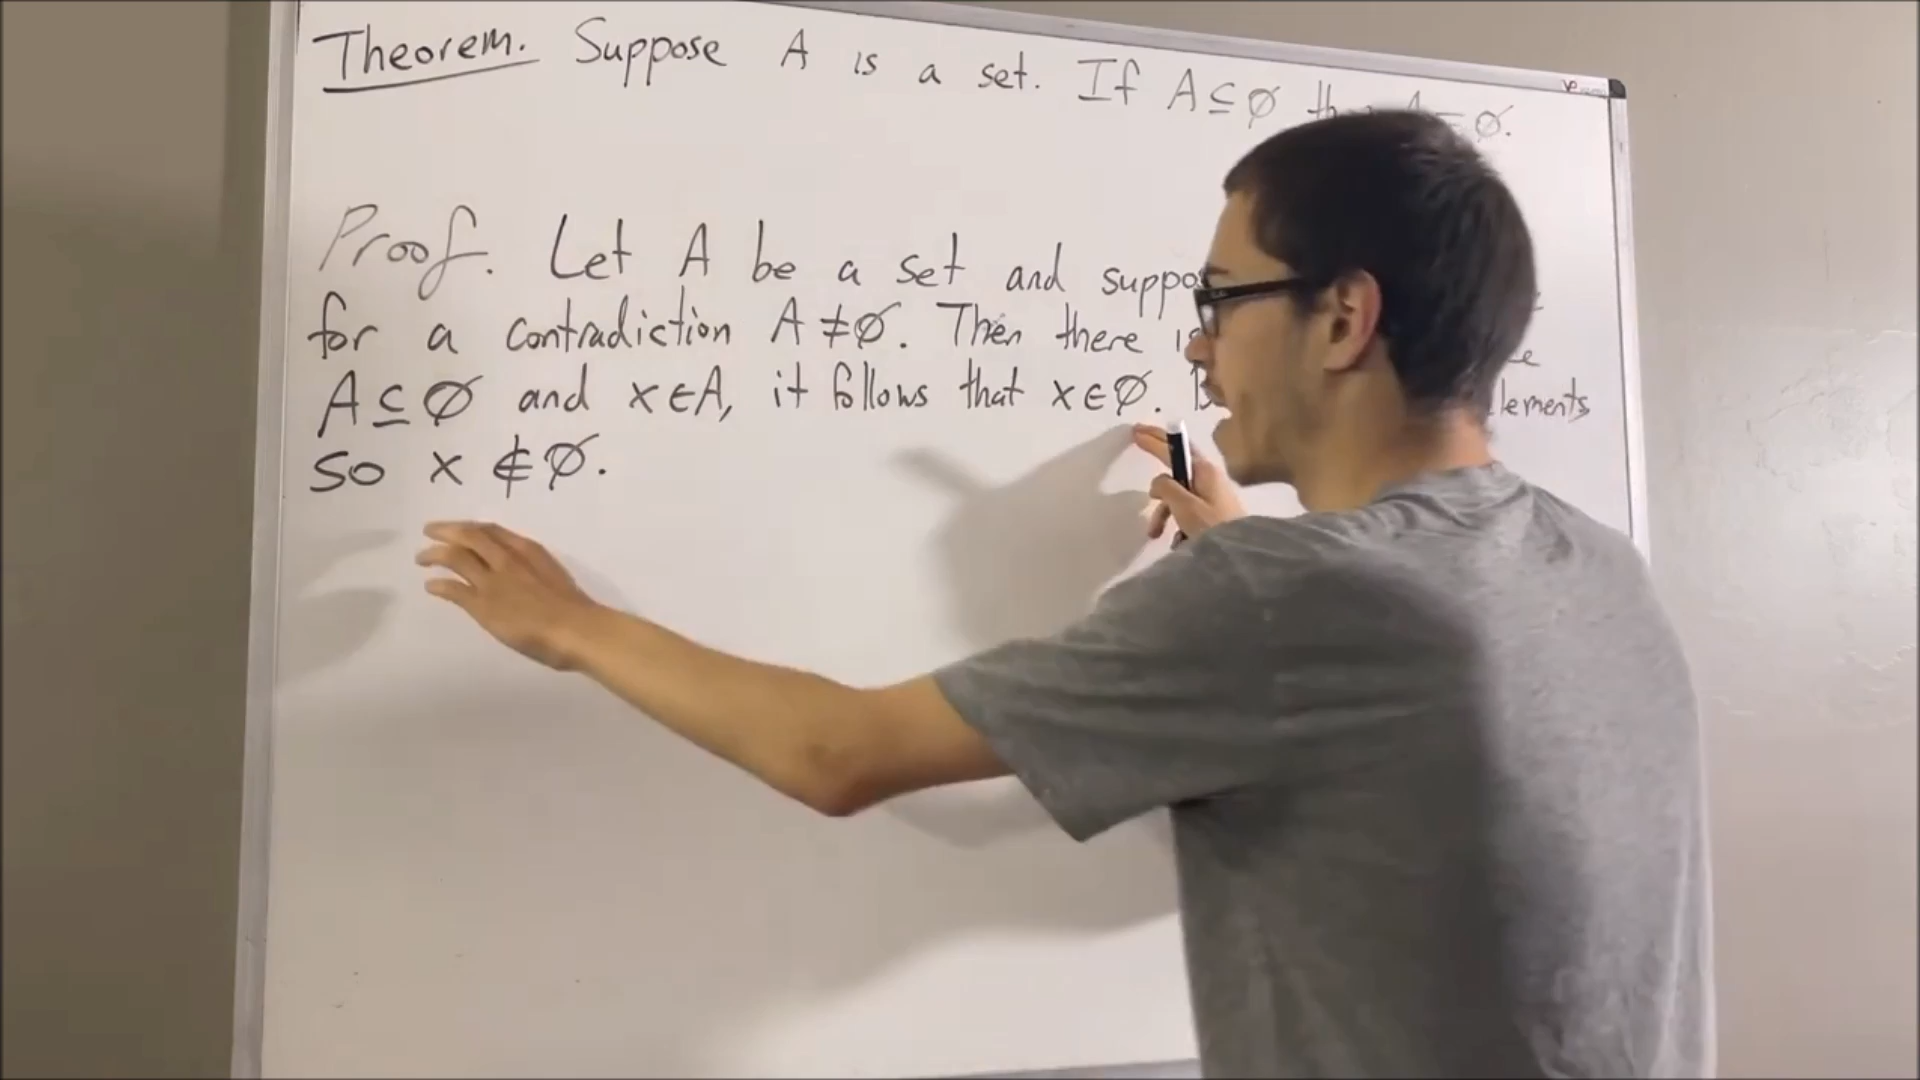 Theorem. Suppose A is a set. If A ⊆ ∅ = ∅.
Proof. Let A be a set and
for a contradiction A ≠ ∅. Then there
A ⊆ ∅ and x ∈ A, it follows that x ∈ ∅.
so x ∉ ∅.